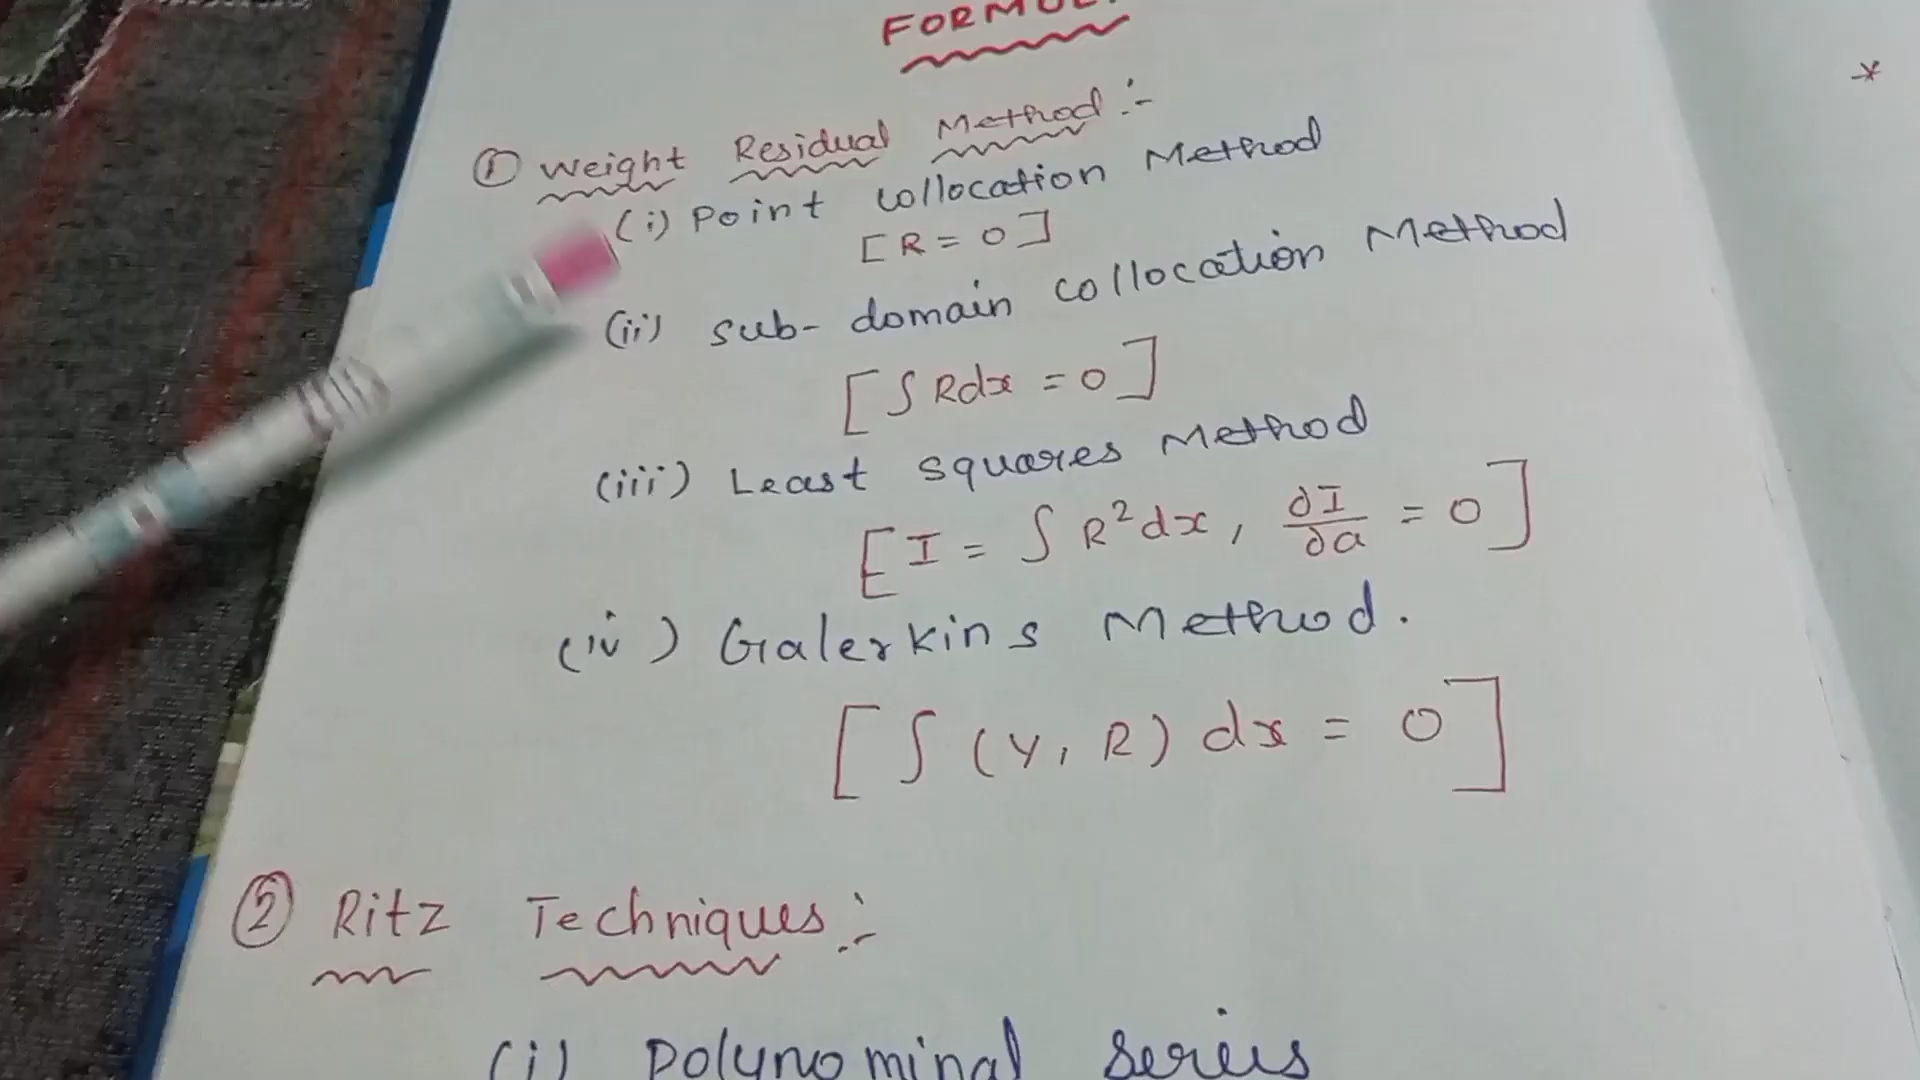 ① Weight Residual Method :-
(i) Point collocation Method
[R = 0]
(ii) sub-domain collocation Method
[∫ Rdx = 0]
(iii) Least squares Method
[I = ∫ R²dx, ∂I/∂a = 0]
(iv) Galerkins Method.
[∫ (Y, R) dx = 0]
② Ritz Techniques :-
(i) Polynominal series
*